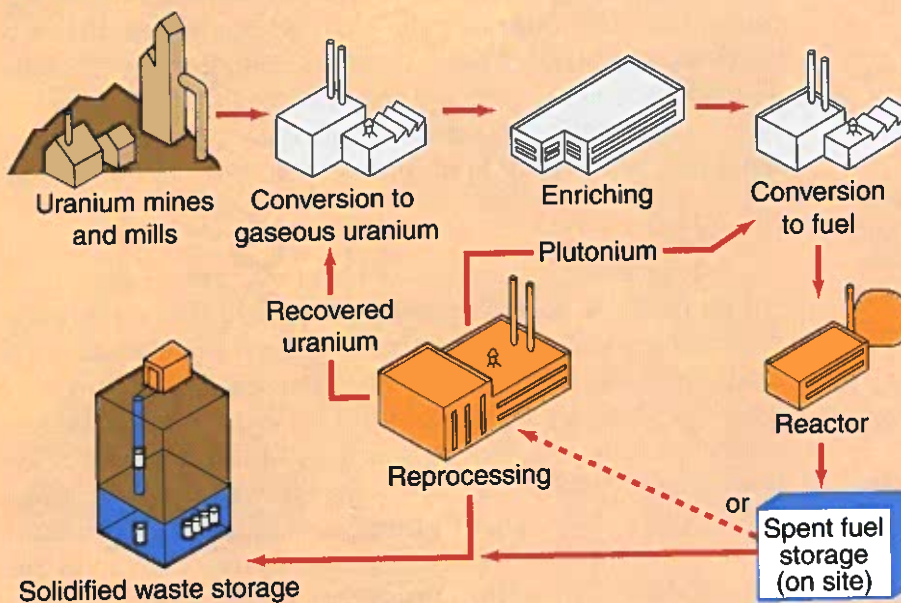 Uranium mines
and mills
Conversion to
gaseous uranium
Enriching
Conversion
to fuel
Plutonium
Recovered
uranium
Reprocessing
Reactor
or
Spent fuel
storage
(on site)
Solidified waste storage